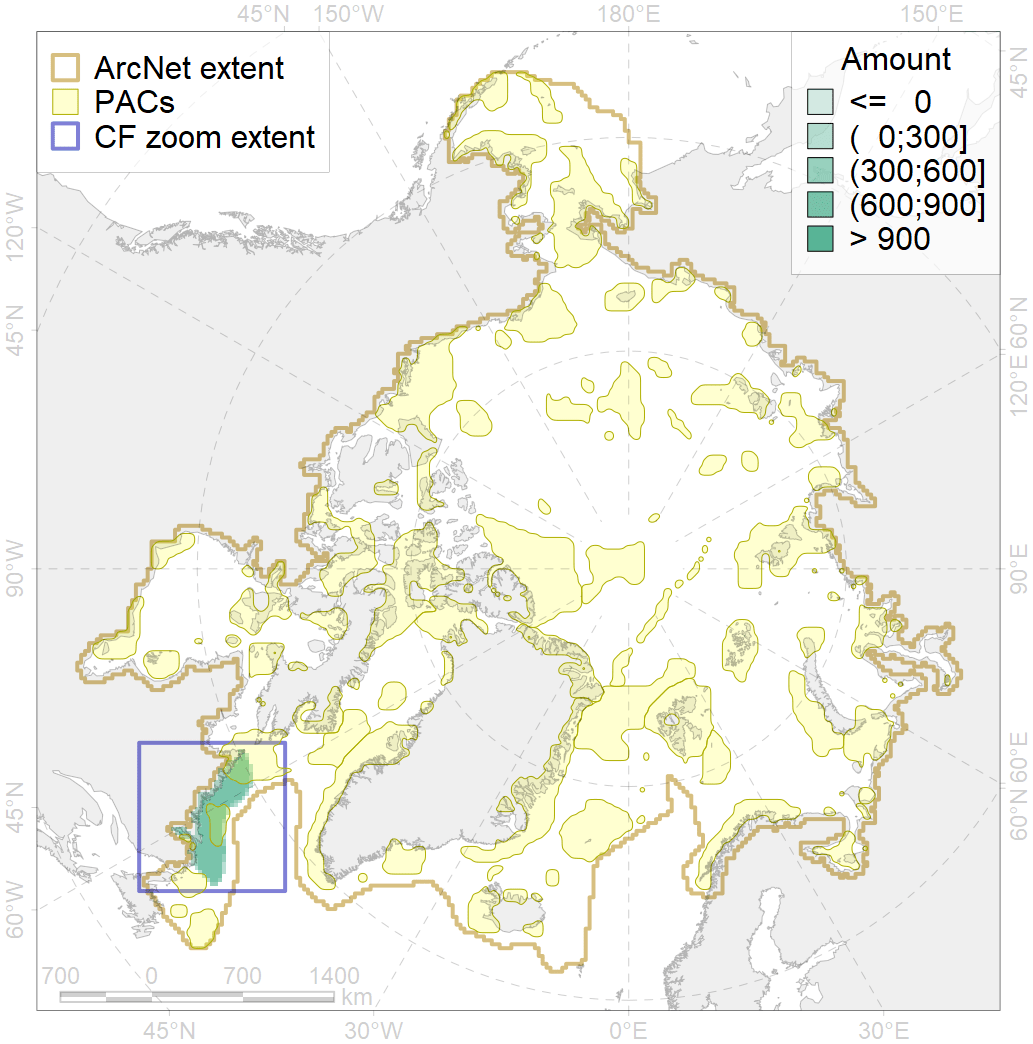 45°N 150°W 180°E 150°E
ArcNet extent
PACs
CF zoom extent
Amount
<= 0
( 0;300]
(300;600]
(600;900]
> 900
45°N
60°N
120°E
90°E
60°E
60°N
120°W
45°N
90°W
45°N
60°W
700 0 700 1400
km
45°N 30°W 0°E 30°E